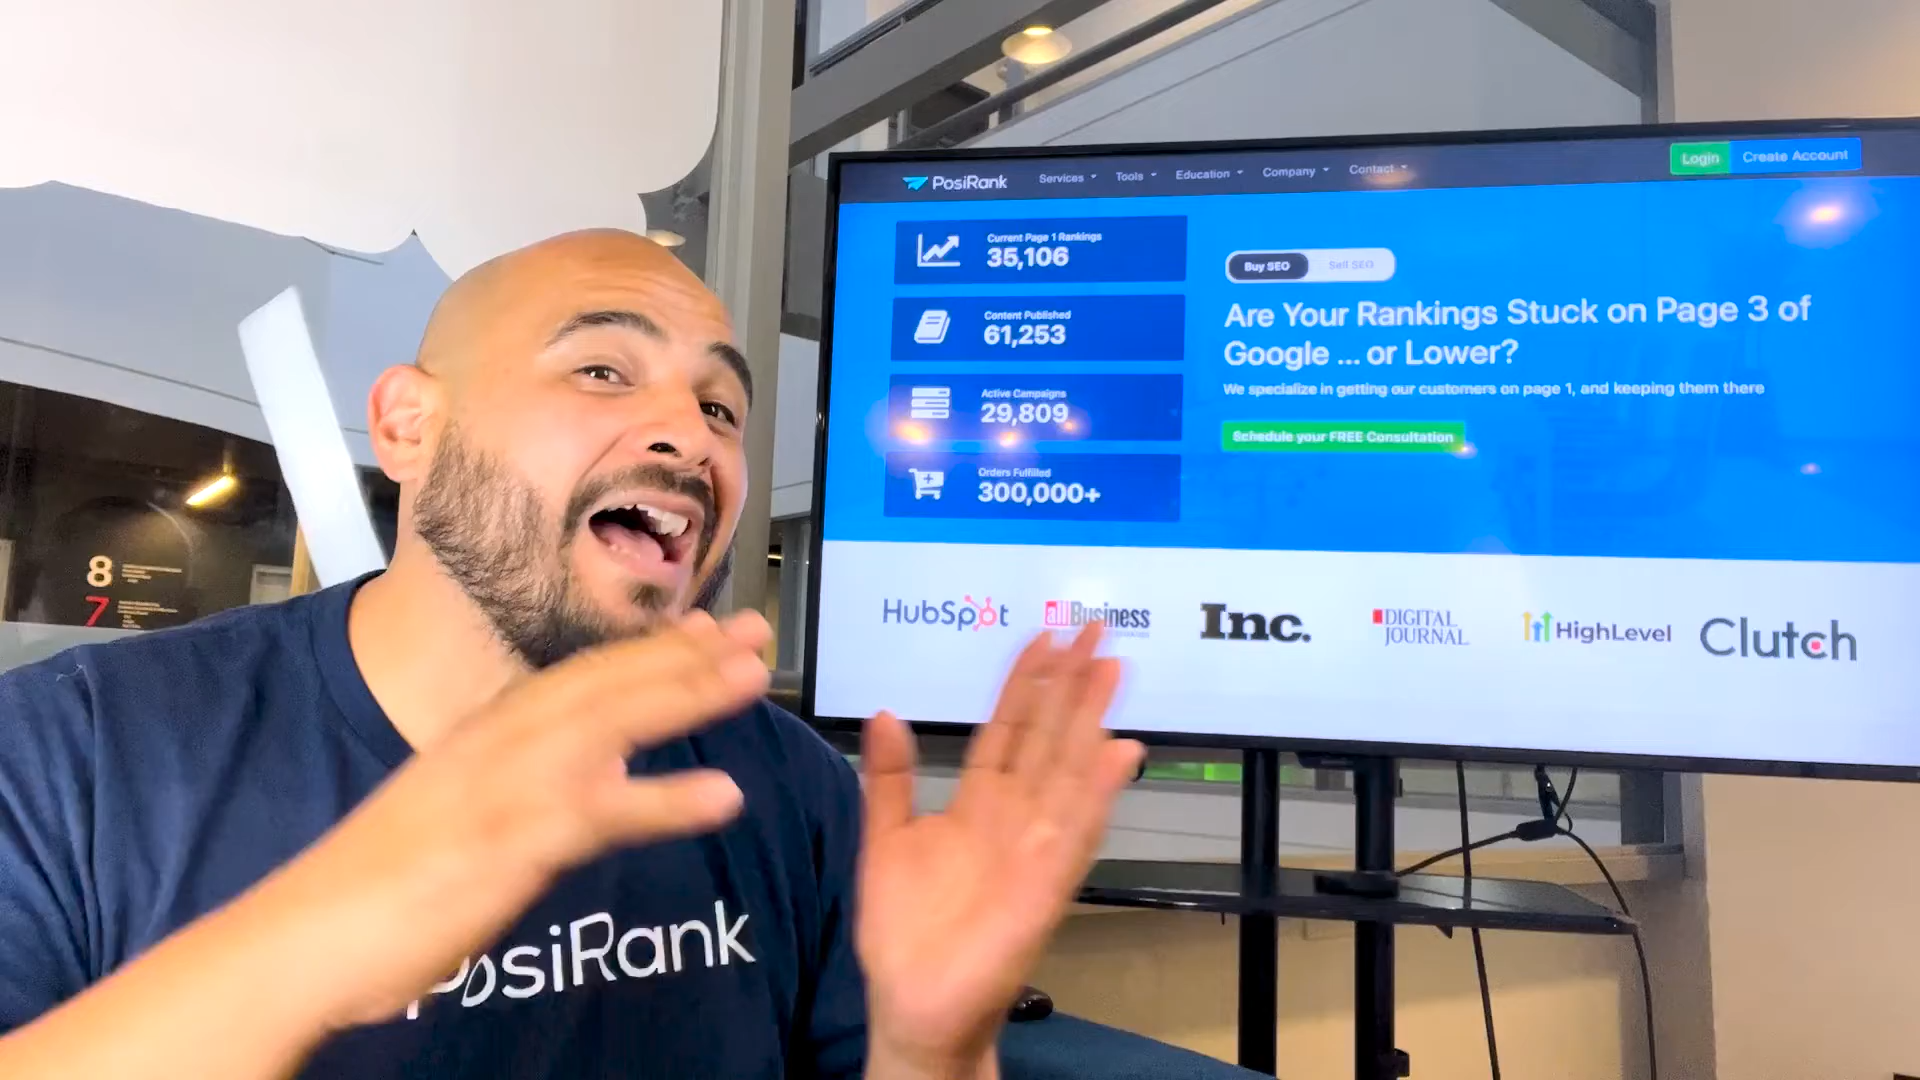 PosiRank
Services
Tools
Education
Company
Contact
Login
Create Account
Current Page 1 Rankings
35,106
Content Published
61,253
Active Campaigns
29,809
Orders Fulfilled
300,000+
Buy SEO
Sell SEO
Are Your Rankings Stuck on Page 3 of
Google ... or Lower?
We specialize in getting our customers on page 1, and keeping them there
Schedule your FREE Consultation
HubSpot
allBusiness
Inc.
DIGITAL
JOURNAL
HighLevel
Clutch
8
7
PosiRank